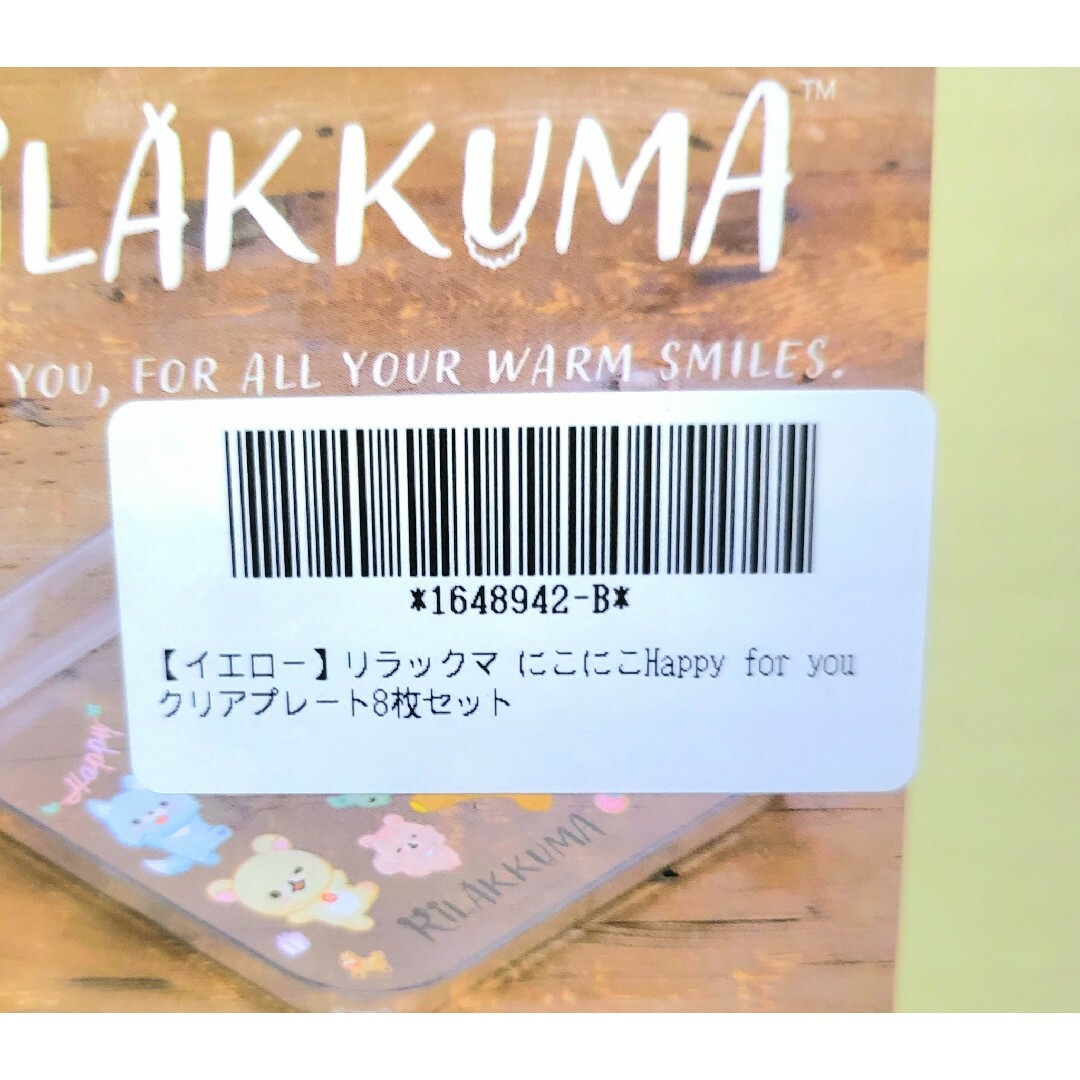 RiLAKKUMA™
YOU, FOR ALL YOUR WARM SMILES.
*1648942-B*
【イエロー】リラックマ にこにこHappy for you
クリアプレート8枚セット
Happy
RiLAKKUMA